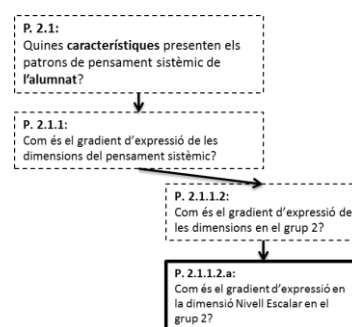 P. 2.1:
Quines característiques presenten els
patrons de pensament sistèmic de
l'alumnat?
P. 2.1.1:
Com és el gradient d'expressió de les
dimensions del pensament sistèmic?
P. 2.1.1.2:
Com és el gradient d'expressió de
les dimensions en el grup 2?
P. 2.1.1.2.a:
Com és el gradient d'expressió en
la dimensió Nivell Escalar en el
grup 2?